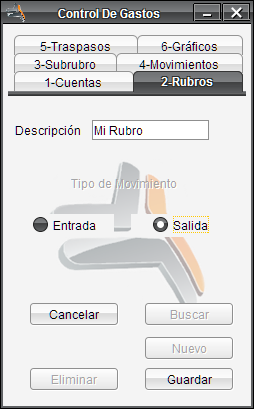 Control De Gastos
5-Traspasos 6-Gráficos
3-Subrubro 4-Movimientos
1-Cuentas 2-Rubros
Descripción Mi Rubro
Tipo de Movimiento
Entrada Salida
Cancelar Buscar
Nuevo
Eliminar Guardar